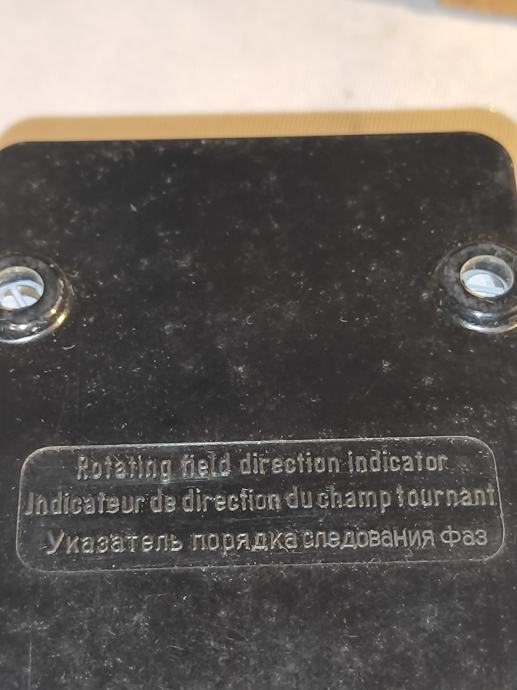 Rotating field direction indicator
Indicateur de direction du champ tournant
Указатель порядка следования фаз